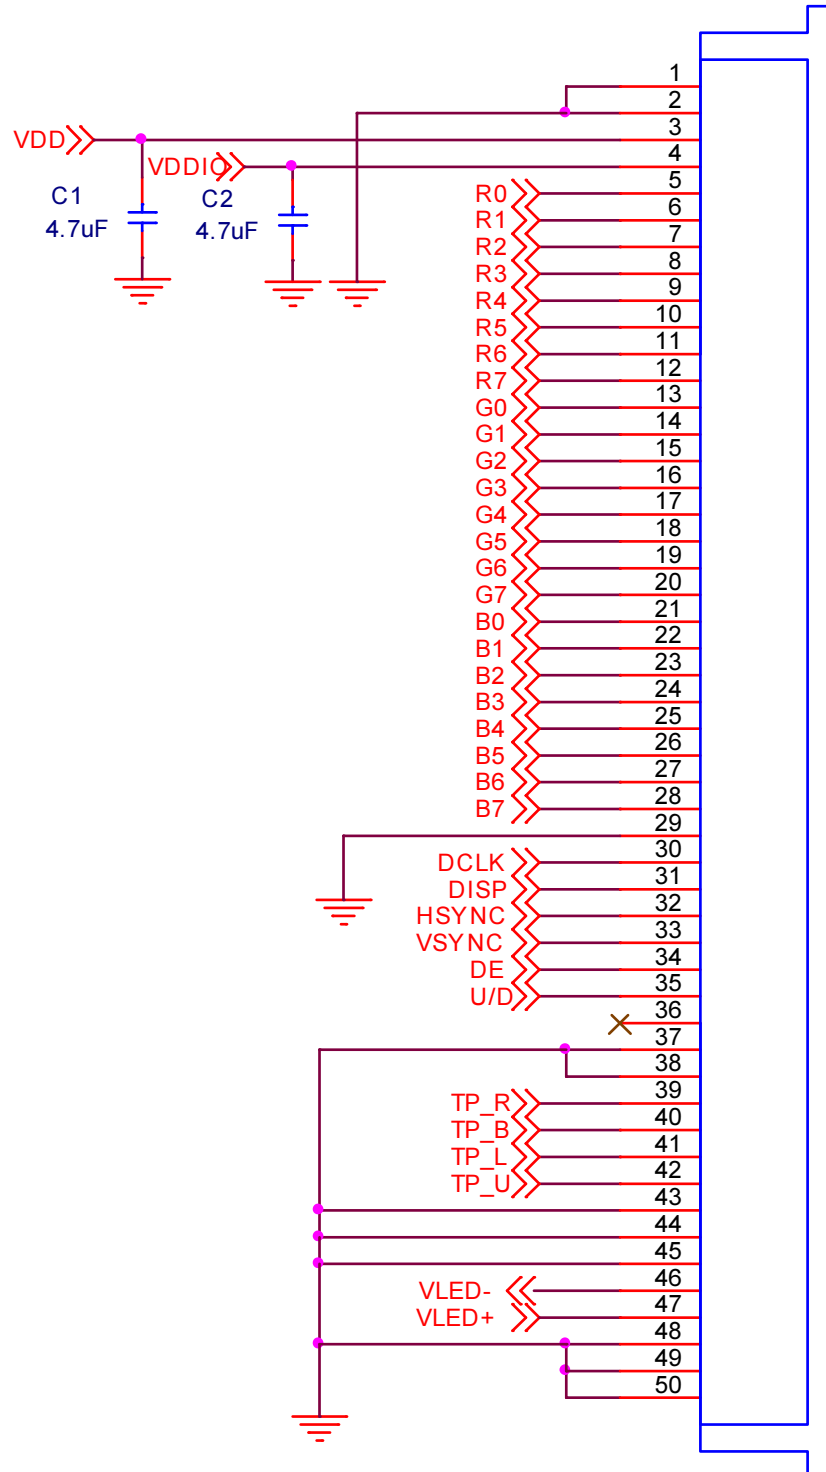 1
2
VDD 3
VDDIO 4
C1 C2 R0 5
4.7uF 4.7uF R1 6
R2 7
R3 8
R4 9
R5 10
R6 11
R7 12
G0 13
G1 14
G2 15
G3 16
G4 17
G5 18
G6 19
G7 20
B0 21
B1 22
B2 23
B3 24
B4 25
B5 26
B6 27
B7 28
29
DCLK 30
DISP 31
HSYNC 32
VSYNC 33
DE 34
U/D 35
36
37
38
TP_R 39
TP_B 40
TP_L 41
TP_U 42
43
44
45
VLED- 46
VLED+ 47
48
49
50